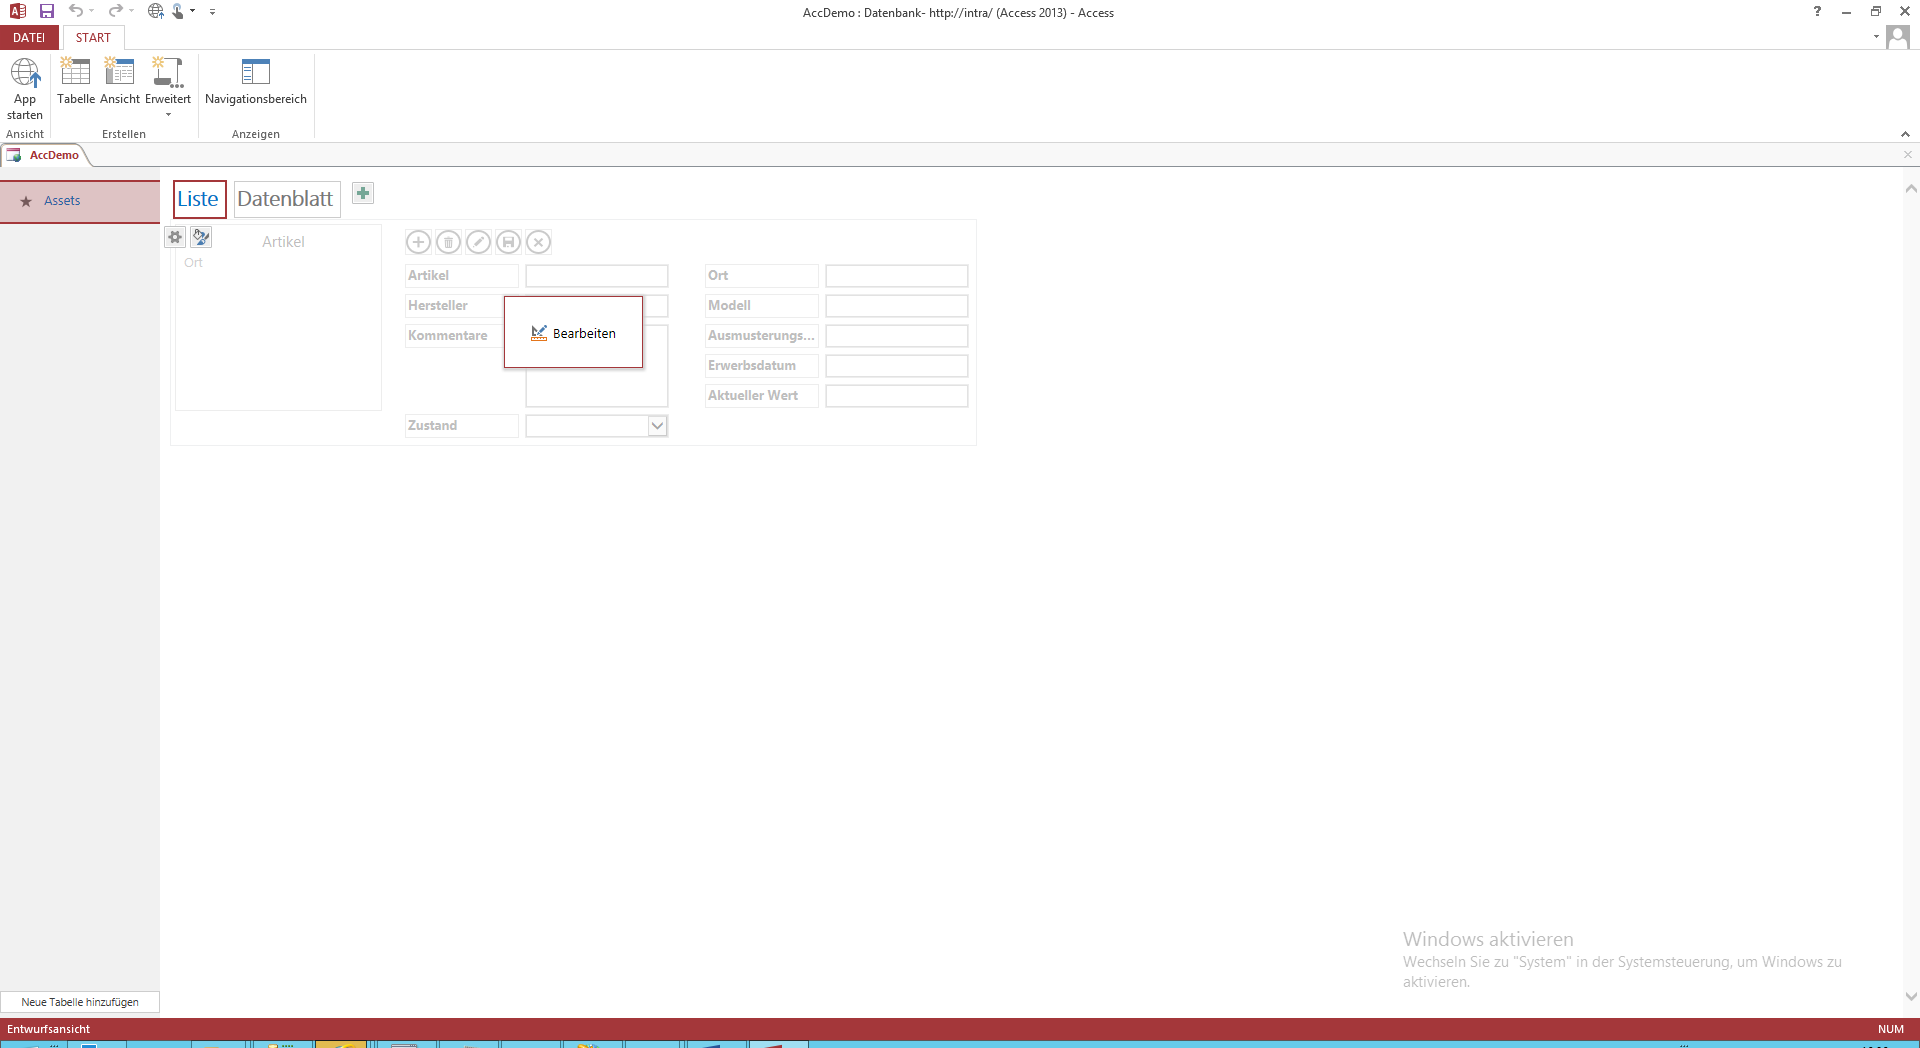 AccDemo : Datenbank- http://intra/ (Access 2013) - Access
DATEI
START
App starten
Tabelle
Ansicht
Erweitert
Navigationsbereich
Ansicht
Erstellen
Anzeigen
AccDemo
Assets
Liste
Datenblatt
Artikel
Ort
Artikel
Ort
Hersteller
Modell
Kommentare
Bearbeiten
Ausmusterungs...
Erwerbsdatum
Aktueller Wert
Zustand
Windows aktivieren
Wechseln Sie zu "System" in der Systemsteuerung, um Windows zu
aktivieren.
Neue Tabelle hinzufügen
Entwurfsansicht
NUM